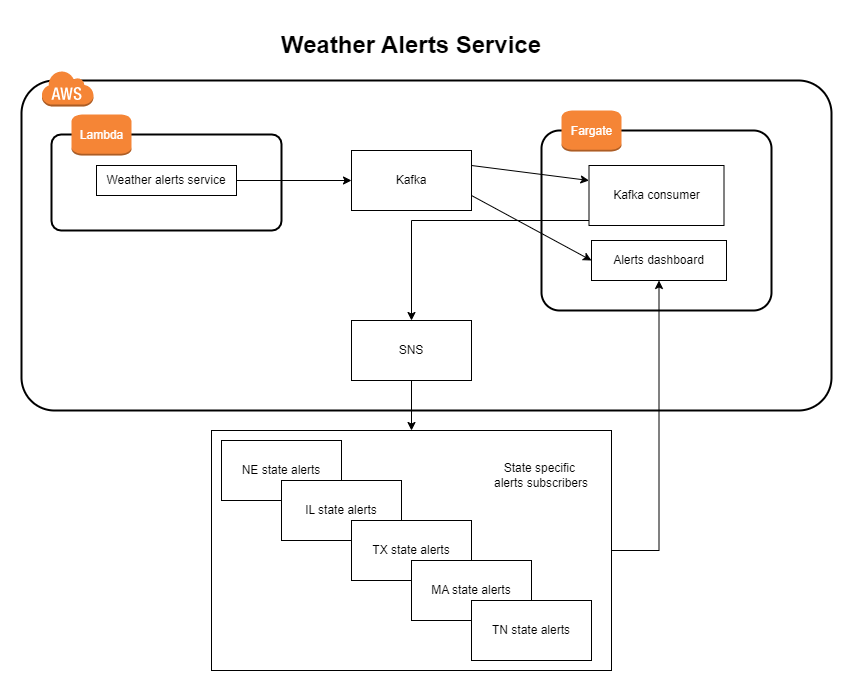 Weather Alerts Service
AWS
Lambda
Weather alerts service
Kafka
Fargate
Kafka consumer
Alerts dashboard
SNS
NE state alerts
IL state alerts
TX state alerts
MA state alerts
TN state alerts
State specific
alerts subscribers